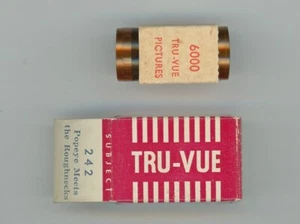 6000
TRU-VUE
PICTURES
SUBJECT
242
Popeye Meets
the Roughnecks
TRU-VUE